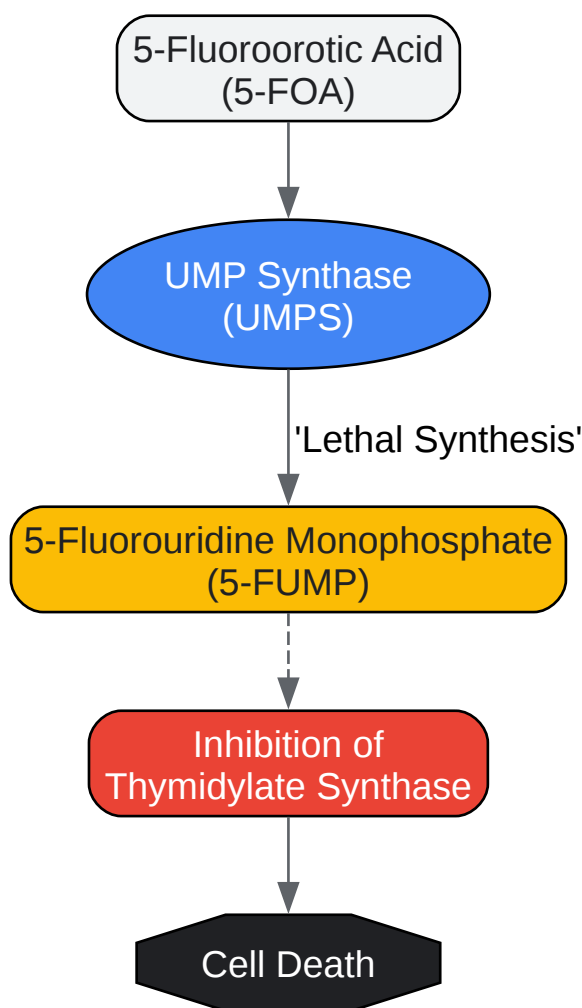 5-Fluoroorotic Acid
(5-FOA)
UMP Synthase
(UMPS)
'Lethal Synthesis'
5-Fluorouridine Monophosphate
(5-FUMP)
Inhibition of
Thymidylate Synthase
Cell Death